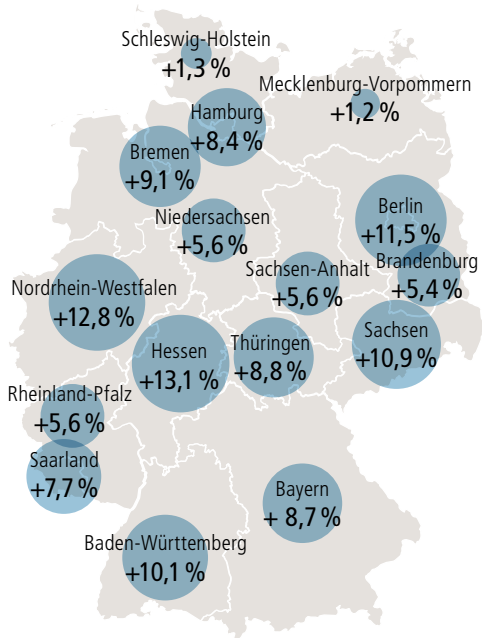 Schleswig-Holstein
+1,3 %
Mecklenburg-Vorpommern
+1,2 %
Hamburg
+8,4 %
Bremen
+9,1 %
Berlin
+11,5 %
Niedersachsen
+5,6 %
Brandenburg
+5,4 %
Sachsen-Anhalt
+5,6 %
Nordrhein-Westfalen
+12,8 %
Sachsen
+10,9 %
Thüringen
+8,8 %
Hessen
+13,1 %
Rheinland-Pfalz
+5,6 %
Saarland
+7,7 %
Bayern
+ 8,7 %
Baden-Württemberg
+10,1 %